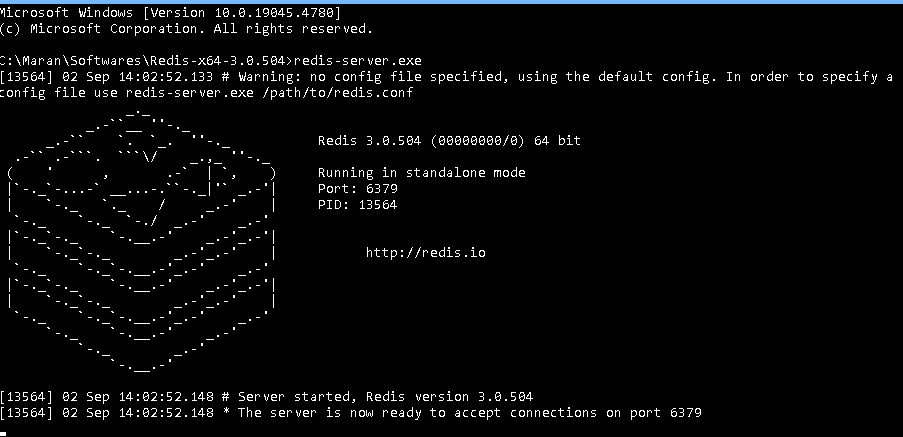 Microsoft Windows [Version 10.0.19045.4780]
(c) Microsoft Corporation. All rights reserved.
C:\Maran\Softwares\Redis-x64-3.0.504>redis-server.exe
[13564] 02 Sep 14:02:52.133 # Warning: no config file specified, using the default config. In order to specify a
config file use redis-server.exe /path/to/redis.conf
Redis 3.0.504 (00000000/0) 64 bit
Running in standalone mode
Port: 6379
PID: 13564
http://redis.io
[13564] 02 Sep 14:02:52.148 # Server started, Redis version 3.0.504
[13564] 02 Sep 14:02:52.148 * The server is now ready to accept connections on port 6379